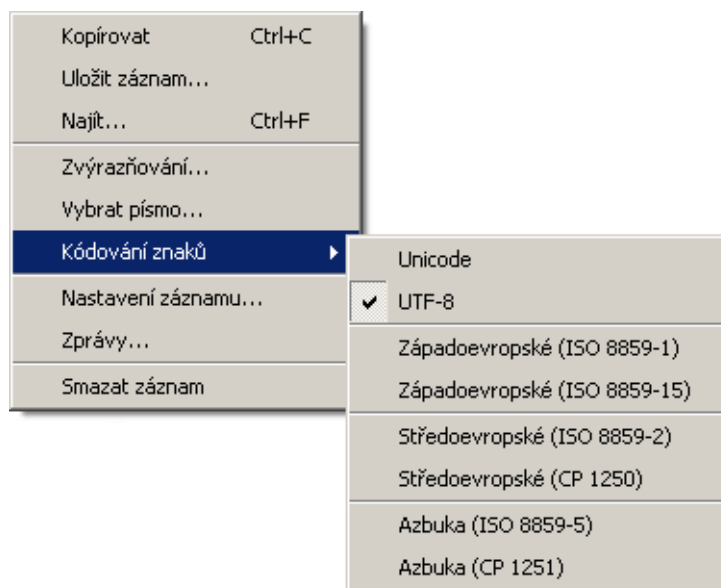 Kopírovat Ctrl+C
Uložit záznam...
Najít... Ctrl+F
Zvýrazňování...
Vybrat písmo...
Kódování znaků
Nastavení záznamu...
Zprávy...
Smazat záznam
Unicode
UTF-8
Západoevropské (ISO 8859-1)
Západoevropské (ISO 8859-15)
Středoevropské (ISO 8859-2)
Středoevropské (CP 1250)
Azbuka (ISO 8859-5)
Azbuka (CP 1251)